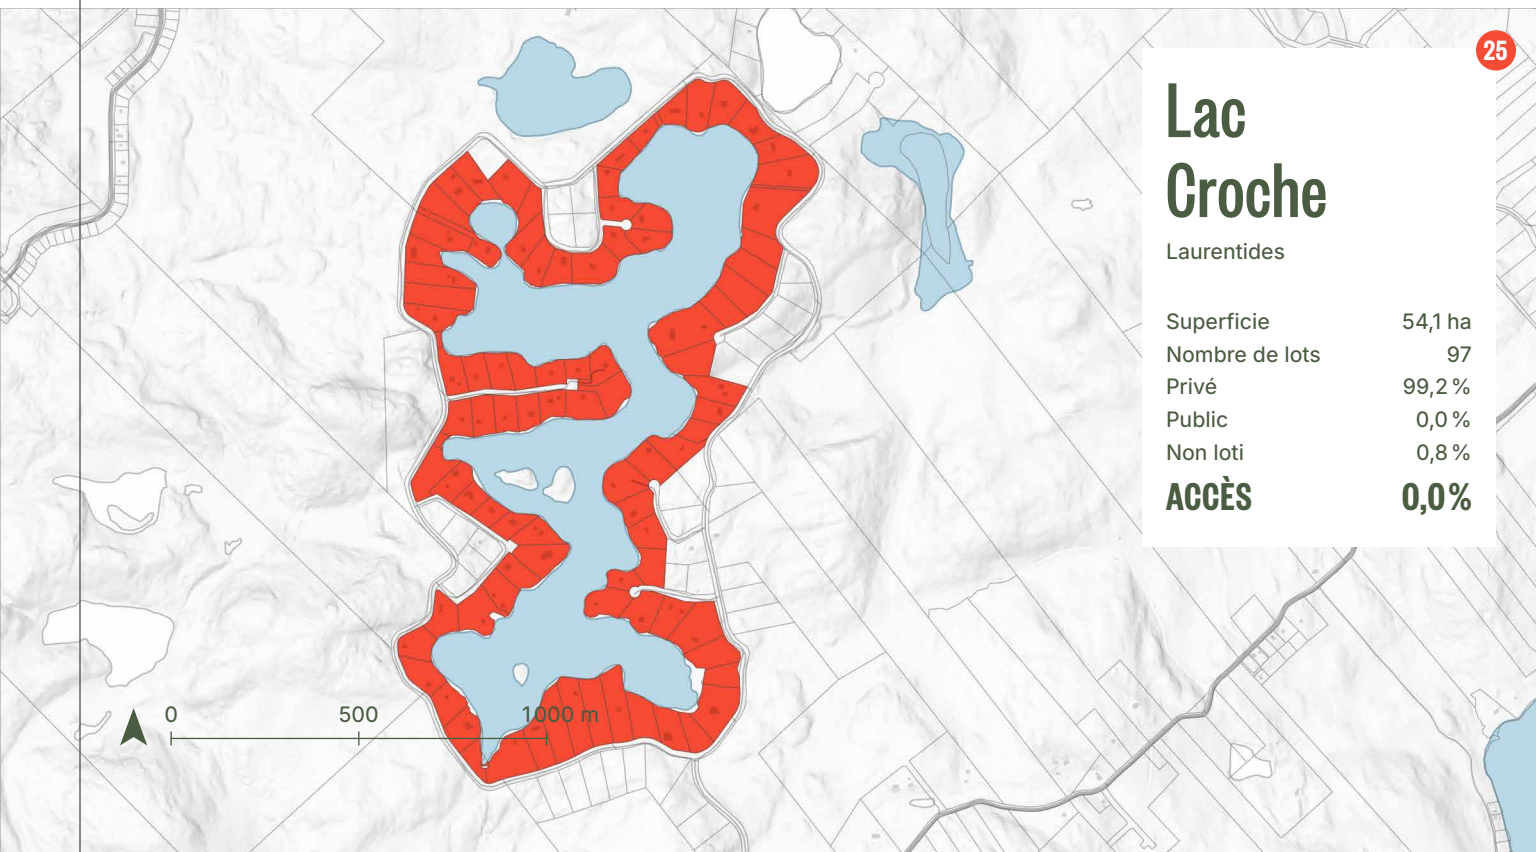 25
Lac
Croche
Laurentides
Superficie 54,1 ha
Nombre de lots 97
Privé 99,2 %
Public 0,0 %
Non loti 0,8 %
ACCÈS 0,0 %
0 500 1000 m